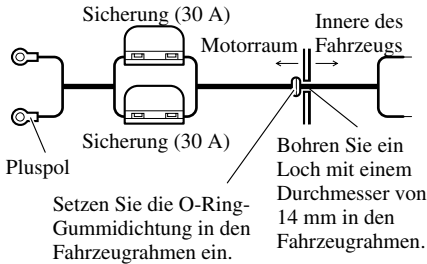 Sicherung (30 A)
Innere des
Motorraum
Fahrzeugs
Sicherung (30 A)
Pluspol
Setzen Sie die O-Ring-
Gummidichtung in den
Fahrzeugrahmen ein.
Bohren Sie ein
Loch mit einem
Durchmesser von
14 mm in den
Fahrzeugrahmen.